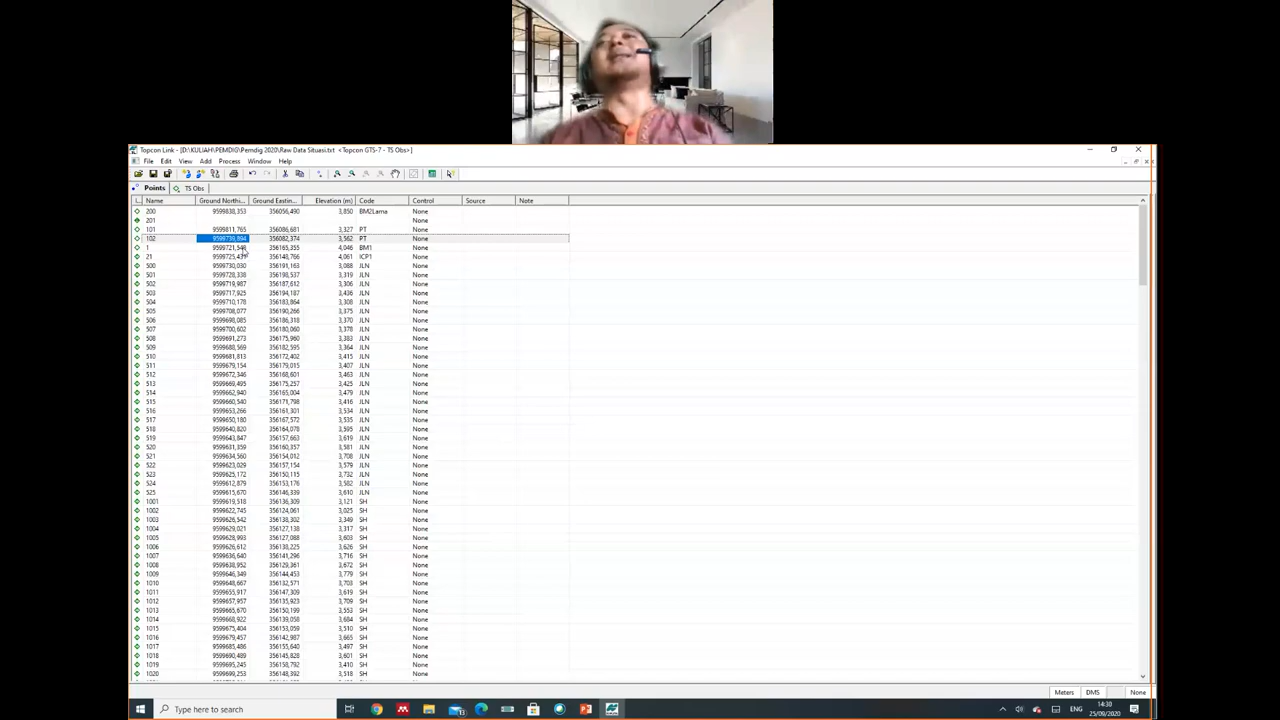 Topcon Link - [D:\KULIAH\PEMDIG\Pemdig 2020\Raw Data Situasi.txt <Topcon GTS-7 - TS Obs>]
File Edit View Add Process Window Help
Points TS Obs
Name Ground Northi... Ground Eastin... Elevation (m) Code Control Source Note
200 9599838,353 356056,490 3,850 BM2Lama None
201 None
101 9599811,765 356086,681 3,327 PT None
102 9599739,894 356082,374 3,562 PT None
1 9599721,548 356165,355 4,046 BM1 None
21 9599725,431 356148,766 4,061 ICP1 None
500 9599730,030 356191,163 3,088 JLN None
501 9599728,338 356198,537 3,319 JLN None
502 9599719,987 356187,612 3,306 JLN None
503 9599717,925 356194,187 3,436 JLN None
504 9599710,178 356183,864 3,308 JLN None
505 9599708,077 356190,266 3,375 JLN None
506 9599698,085 356186,318 3,370 JLN None
507 9599700,602 356180,060 3,378 JLN None
508 9599691,273 356175,960 3,383 JLN None
509 9599688,569 356182,595 3,364 JLN None
510 9599681,813 356172,402 3,415 JLN None
511 9599679,154 356179,015 3,407 JLN None
512 9599672,346 356168,601 3,463 JLN None
513 9599669,495 356175,257 3,425 JLN None
514 9599662,940 356165,004 3,479 JLN None
515 9599660,540 356171,798 3,416 JLN None
516 9599653,266 356161,301 3,534 JLN None
517 9599650,180 356167,572 3,535 JLN None
518 9599640,820 356164,078 3,595 JLN None
519 9599643,847 356157,663 3,619 JLN None
520 9599631,359 356160,357 3,581 JLN None
521 9599634,560 356154,012 3,708 JLN None
522 9599623,029 356157,154 3,579 JLN None
523 9599625,172 356150,115 3,732 JLN None
524 9599612,879 356153,176 3,582 JLN None
525 9599615,670 356146,339 3,610 JLN None
1001 9599619,518 356136,309 3,121 SH None
1002 9599622,745 356124,061 3,025 SH None
1003 9599626,542 356138,302 3,349 SH None
1004 9599629,021 356127,138 3,317 SH None
1005 9599628,993 356127,088 3,603 SH None
1006 9599626,612 356138,225 3,626 SH None
1007 9599636,640 356141,296 3,716 SH None
1008 9599638,952 356129,361 3,672 SH None
1009 9599646,349 356144,453 3,779 SH None
1010 9599648,667 356132,571 3,703 SH None
1011 9599655,917 356147,309 3,619 SH None
1012 9599657,956 356135,923 3,709 SH None
1013 9599665,670 356150,199 3,553 SH None
1014 9599668,922 356139,058 3,684 SH None
1015 9599675,404 356153,059 3,510 SH None
1016 9599679,457 356142,987 3,665 SH None
1017 9599685,486 356155,640 3,497 SH None
1018 9599690,489 356145,828 3,601 SH None
1019 9599695,245 356158,792 3,410 SH None
1020 9599699,253 356148,392 3,518 SH None
Meters DMS None
Type here to search
ENG
14:30
25/09/2020